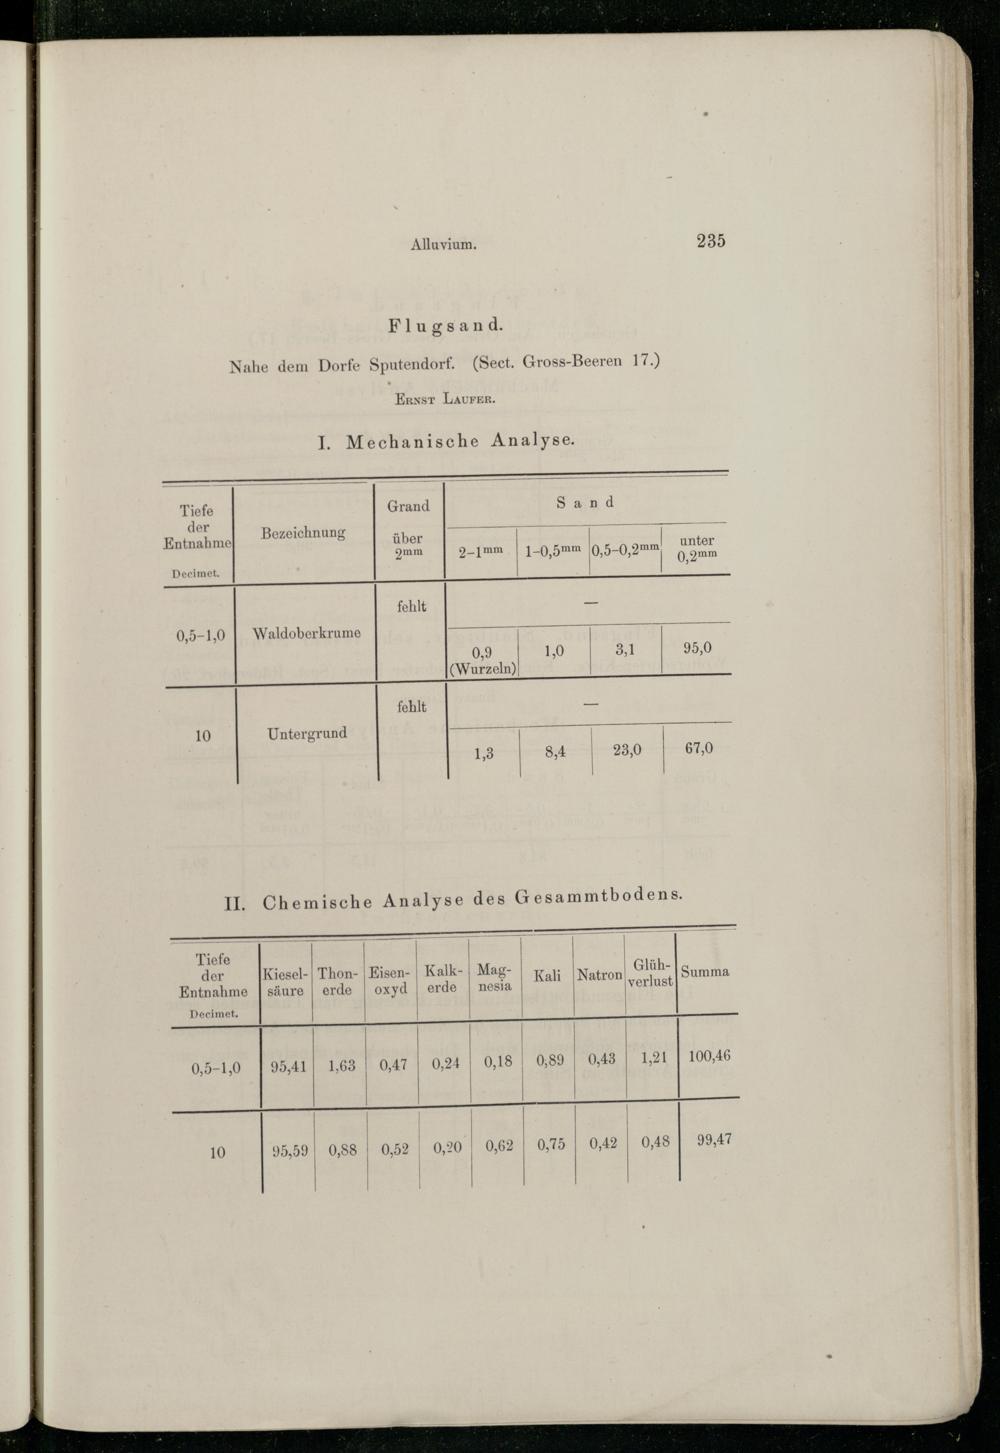 Alluvium. 235
Flugsand.
Nahe dem Dorfe Sputendorf. (Sect. Gross-Beeren 17.)
Ernst Laufer.
I. Mechanische Analyse.
Tiefe der Entnahme Decimet. Bezeichnung Grand über 2mm Sand
2-1mm 1-0,5mm 0,5-0,2mm unter 0,2mm
0,5-1,0 Waldoberkrume fehlt —
0,9 (Wurzeln) 1,0 3,1 95,0
10 Untergrund fehlt —
1,3 8,4 23,0 67,0
II. Chemische Analyse des Gesammtbodens.
Tiefe der Entnahme Decimet. Kiesel-säure Thon-erde Eisen-oxyd Kalk-erde Mag-nesia Kali Natron Glüh-verlust Summa
0,5-1,0 95,41 1,63 0,47 0,24 0,18 0,89 0,43 1,21 100,46
10 95,59 0,88 0,52 0,20 0,62 0,75 0,42 0,48 99,47